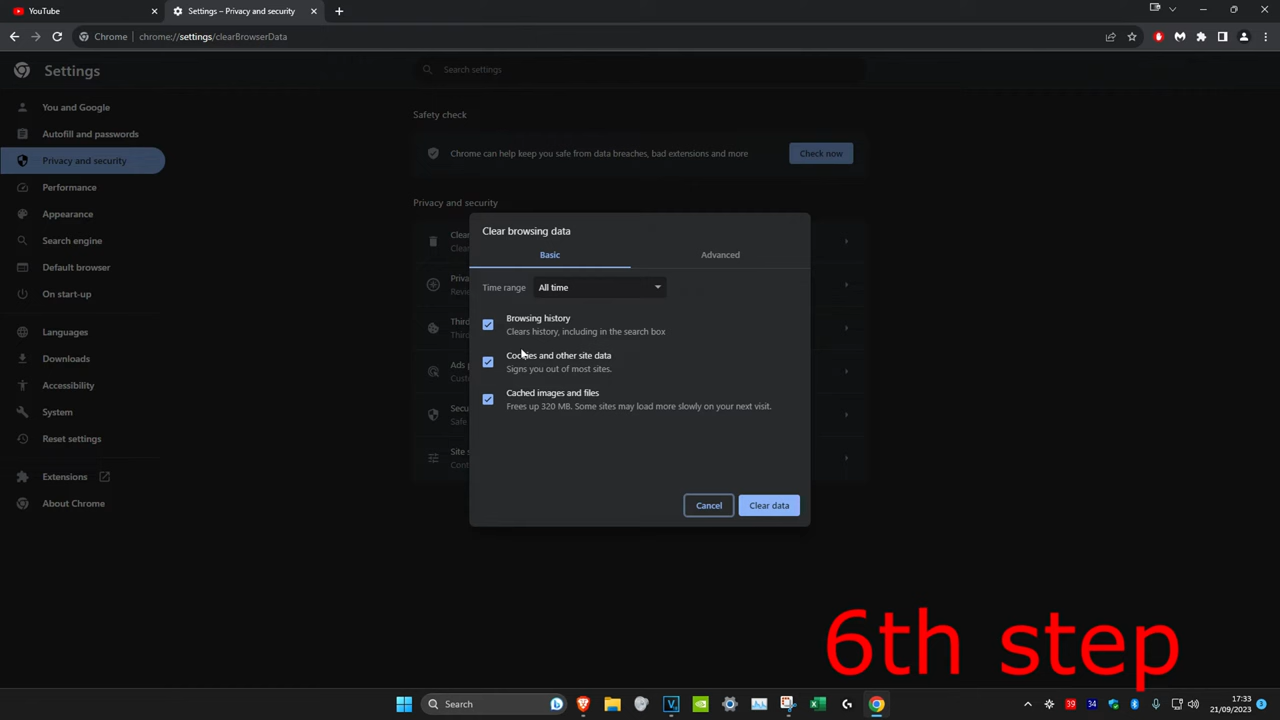 YouTube
Settings – Privacy and security
Chrome
chrome://settings/clearBrowserData
Settings
Search settings
You and Google
Autofill and passwords
Privacy and security
Performance
Appearance
Search engine
Default browser
On start-up
Languages
Downloads
Accessibility
System
Reset settings
Extensions
About Chrome
Safety check
Chrome can help keep you safe from data breaches, bad extensions and more
Check now
Privacy and security
Clear browsing data
Basic
Advanced
Time range
All time
Browsing history
Clears history, including in the search box
Cookies and other site data
Signs you out of most sites.
Cached images and files
Frees up 320 MB. Some sites may load more slowly on your next visit.
Cancel
Clear data
6th step
Search
39
34
17:33
21/09/2023